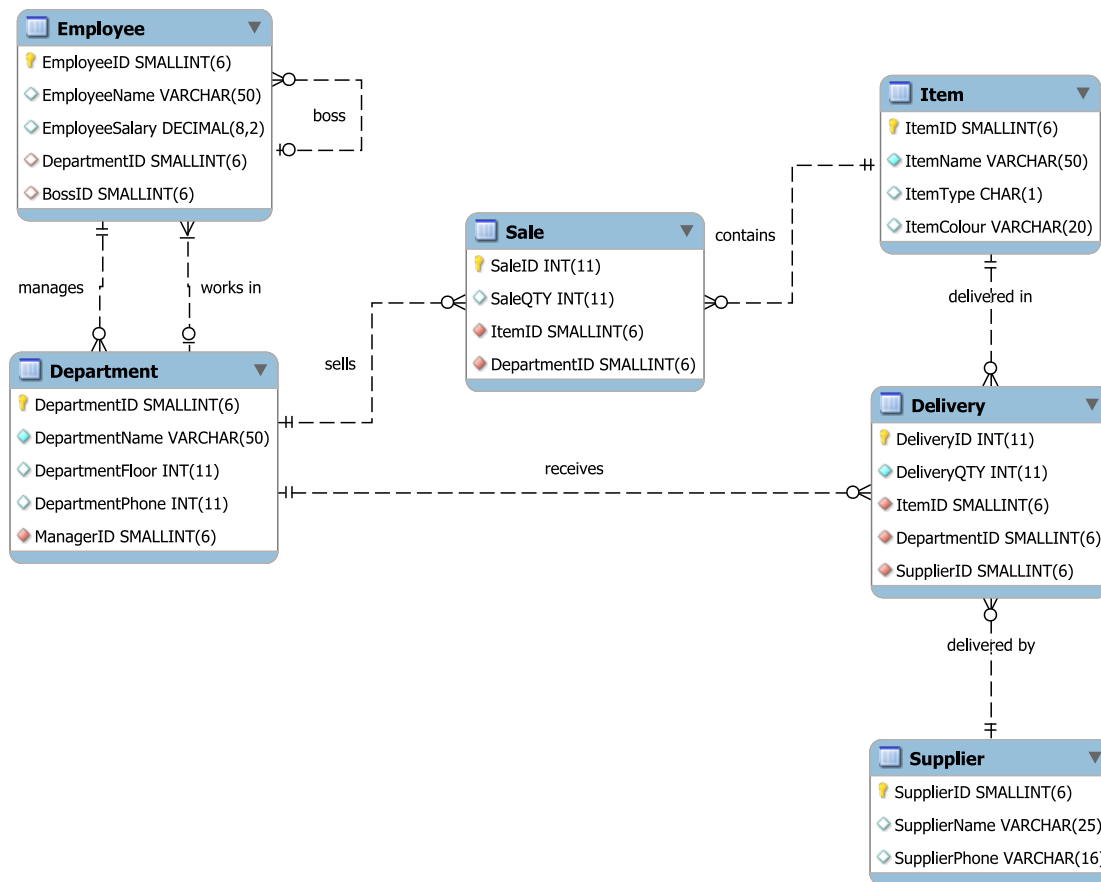 Employee
EmployeeID SMALLINT(6)
EmployeeName VARCHAR(50)
EmployeeSalary DECIMAL(8,2)
DepartmentID SMALLINT(6)
BossID SMALLINT(6)
boss
manages
works in
Department
DepartmentID SMALLINT(6)
DepartmentName VARCHAR(50)
DepartmentFloor INT(11)
DepartmentPhone INT(11)
ManagerID SMALLINT(6)
sells
receives
Sale
SaleID INT(11)
SaleQTY INT(11)
ItemID SMALLINT(6)
DepartmentID SMALLINT(6)
contains
Item
ItemID SMALLINT(6)
ItemName VARCHAR(50)
ItemType CHAR(1)
ItemColour VARCHAR(20)
delivered in
Delivery
DeliveryID INT(11)
DeliveryQTY INT(11)
ItemID SMALLINT(6)
DepartmentID SMALLINT(6)
SupplierID SMALLINT(6)
delivered by
Supplier
SupplierID SMALLINT(6)
SupplierName VARCHAR(25)
SupplierPhone VARCHAR(16)